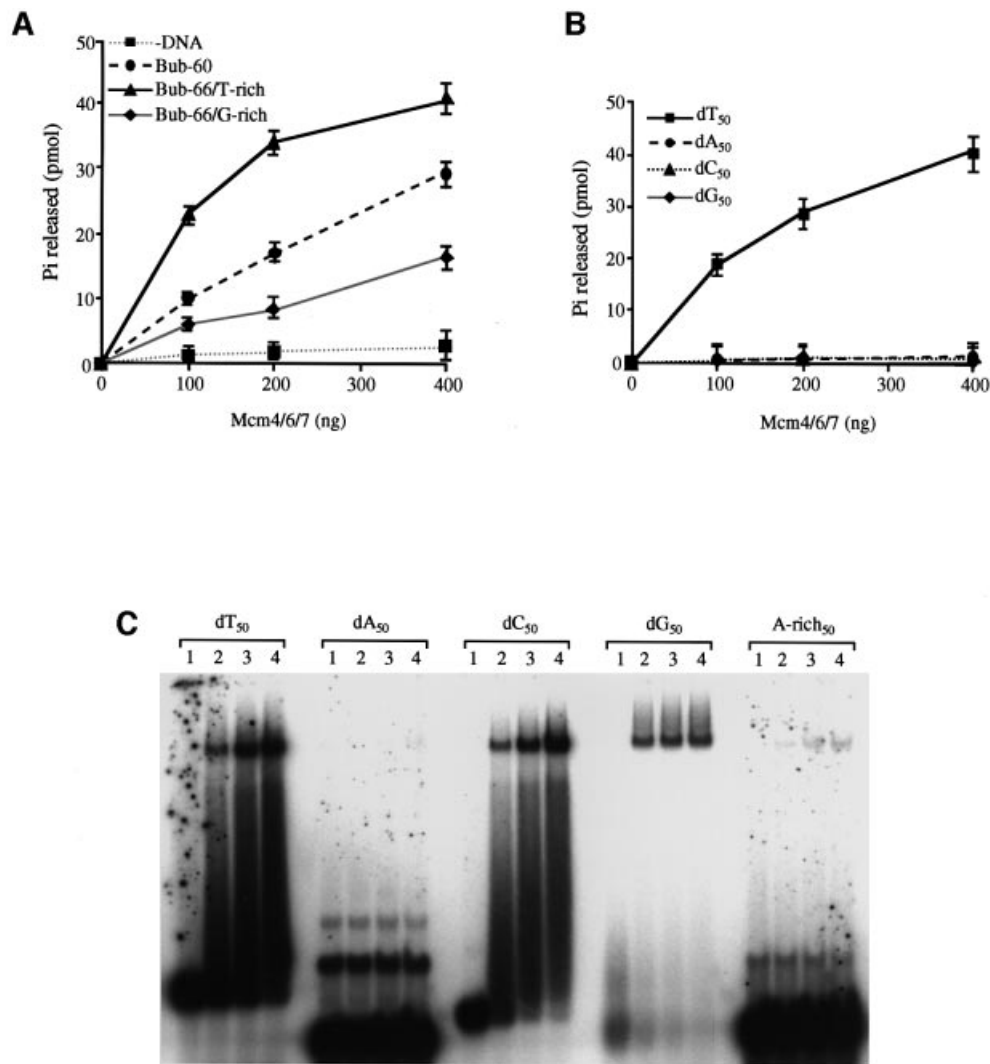 A
50
-DNA
Bub-60
Bub-66/T-rich
Bub-66/G-rich
40
30
20
10
0
Pi released (pmol)
0 100 200 300 400
Mcm4/6/7 (ng)
B
50
dT50
dA50
dC50
dG50
40
30
20
10
0
Pi released (pmol)
0 100 200 300 400
Mcm4/6/7 (ng)
C
dT50 dA50 dC50 dG50 A-rich50
1 2 3 4 1 2 3 4 1 2 3 4 1 2 3 4 1 2 3 4